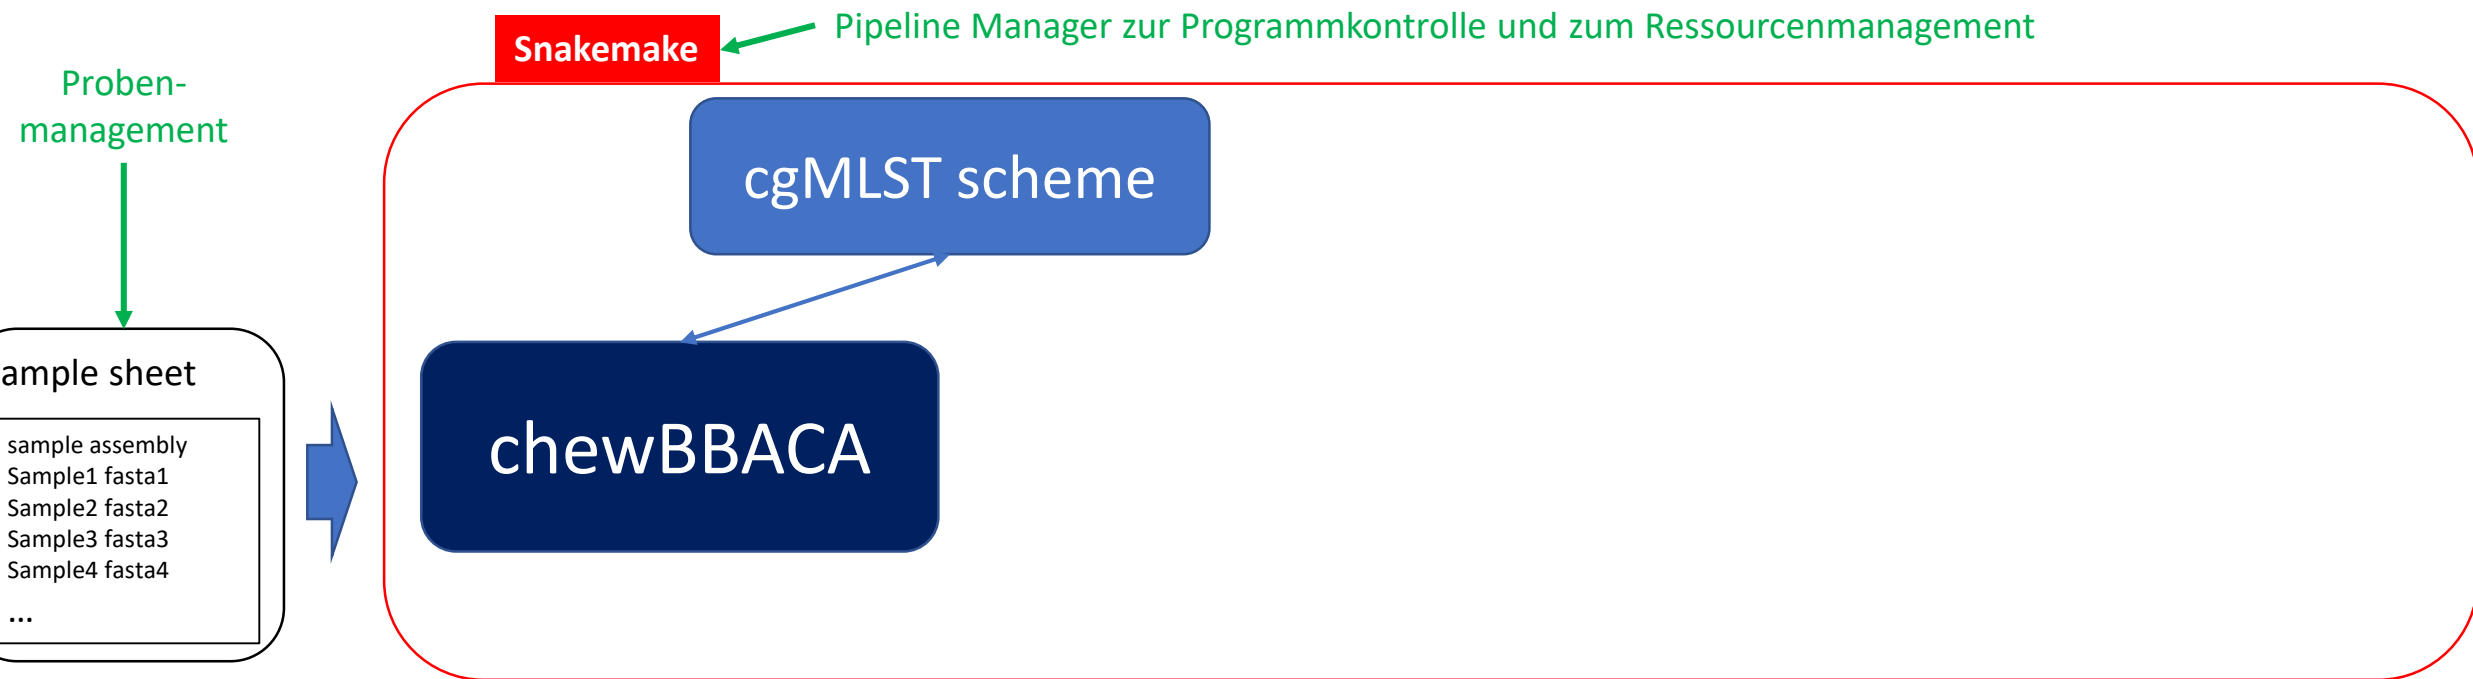 Pipeline Manager zur Programmkontrolle und zum Ressourcenmanagement
Snakemake
Proben-
management
cgMLST scheme
ample sheet
sample assembly
Sample1 fasta1
Sample2 fasta2
Sample3 fasta3
Sample4 fasta4
...
chewBBACA